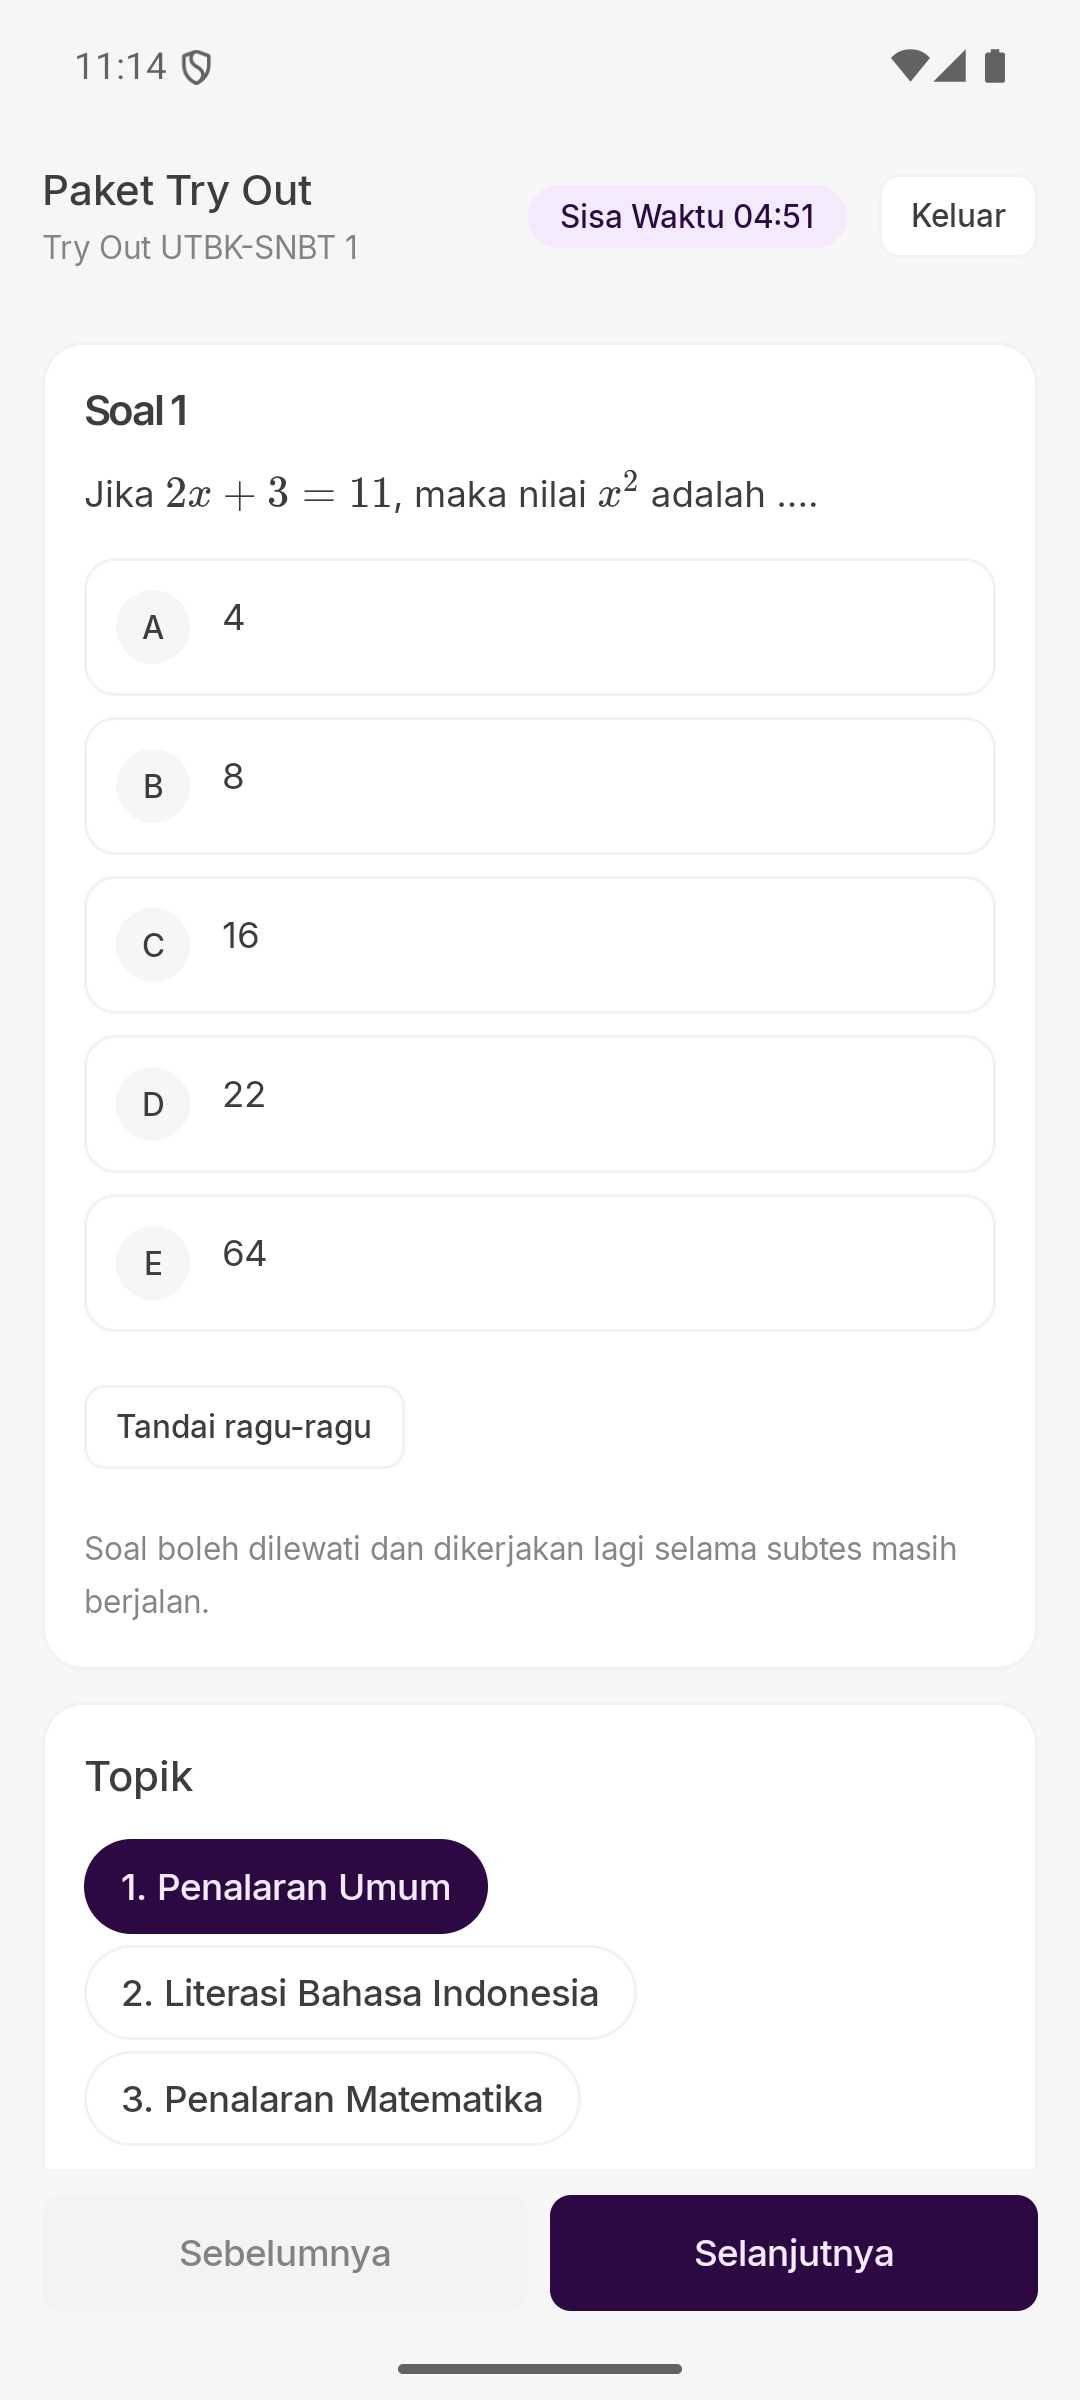 11:14
Paket Try Out
Try Out UTBK-SNBT 1
Sisa Waktu 04:51
Keluar
Soal 1
Jika 2x + 3 = 11, maka nilai x² adalah ....
A 4
B 8
C 16
D 22
E 64
Tandai ragu-ragu
Soal boleh dilewati dan dikerjakan lagi selama subtes masih
berjalan.
Topik
1. Penalaran Umum
2. Literasi Bahasa Indonesia
3. Penalaran Matematika
Sebelumnya
Selanjutnya